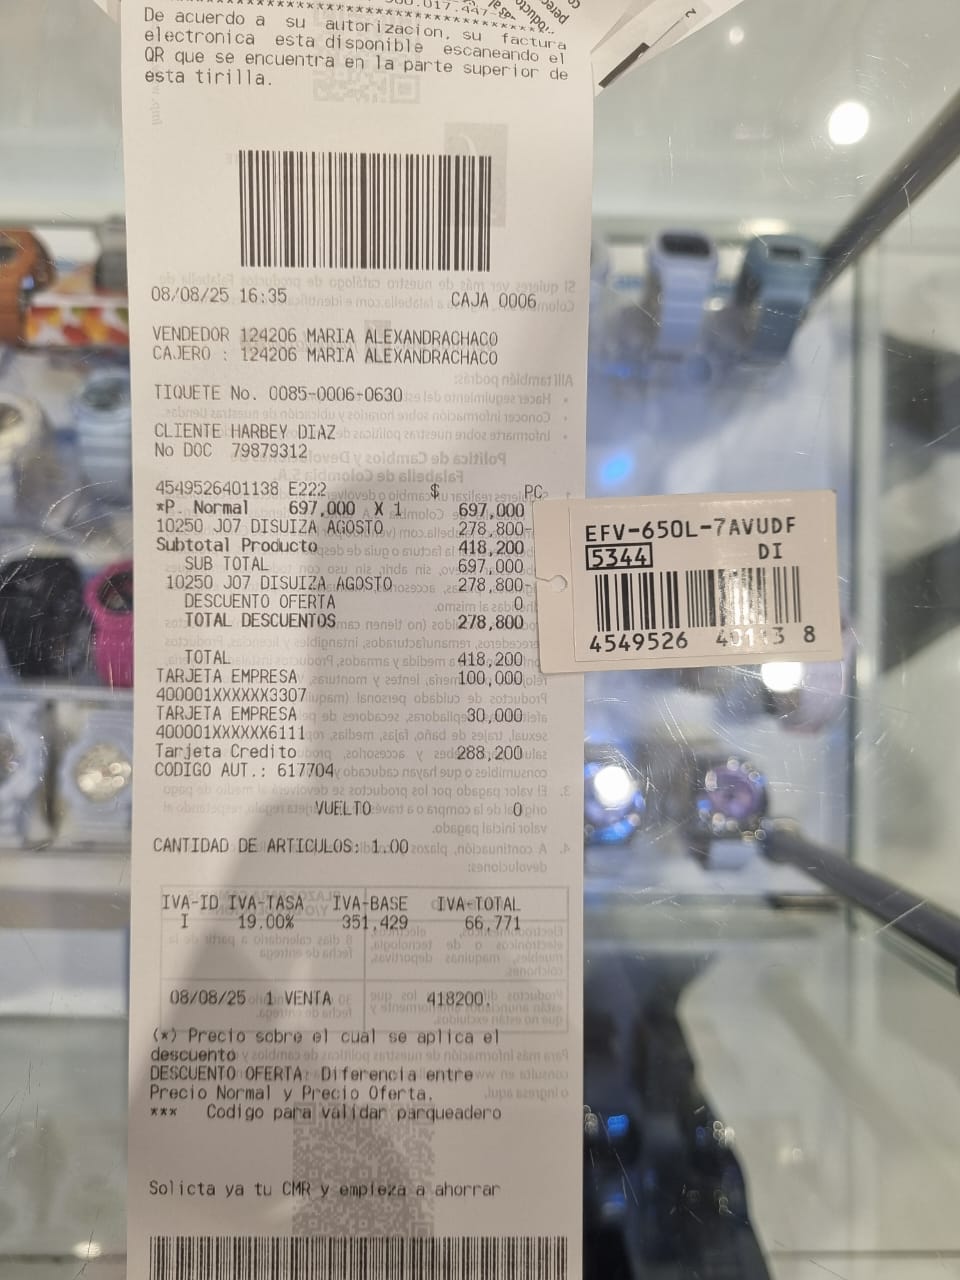 De acuerdo a su autorizacion, su factura
electronica esta disponible escaneando el
QR que se encuentra en la parte superior de
esta tirilla.
08/08/25 16:35 CAJA 0006
VENDEDOR 124206 MARIA ALEXANDRACHACO
CAJERO : 124206 MARIA ALEXANDRACHACO
TIQUETE No. 0085-0006-0630
CLIENTE HARBEY DIAZ
No DOC 79879312
4549526401138 E222 $ PC
*P. Normal 697,000 X 1 697,000
10250 J07 DISUIZA AGOSTO 278,800-
Subtotal Producto 418,200
SUB TOTAL 697,000
10250 J07 DISUIZA AGOSTO 278,800-
DESCUENTO OFERTA 0
TOTAL DESCUENTOS 278,800
TOTAL 418,200
TARJETA EMPRESA 100,000
400001XXXXXX3307
TARJETA EMPRESA 30,000
400001XXXXXX6111
Tarjeta Credito 288,200
CODIGO AUT.: 617704
VUELTO 0
CANTIDAD DE ARTICULOS: 1.00
IVA-ID IVA-TASA IVA-BASE IVA-TOTAL
I 19.00% 351,429 66,771
08/08/25 1 VENTA 418200.
(*) Precio sobre el cual se aplica el
descuento
DESCUENTO OFERTA: Diferencia entre
Precio Normal y Precio Oferta.
*** Codigo para validar parqueadero
Solicta ya tu CMR y empieza a ahorrar
EFV-650L-7AVUDF
5344 DI
4549526 40113 8